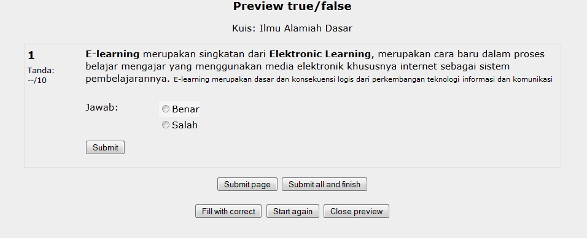 Preview true/false
Kuis: Ilmu Alamiah Dasar
1
Tanda:
--/10
E-learning merupakan singkatan dari Elektronic Learning, merupakan cara baru dalam proses
belajar mengajar yang menggunakan media elektronik khususnya internet sebagai sistem
pembelajarannya. E-learning merupakan dasar dan konsekuensi logis dari perkembangan teknologi informasi dan komunikasi
Jawab:
Benar
Salah
Submit
Submit page Submit all and finish
Fill with correct Start again Close preview